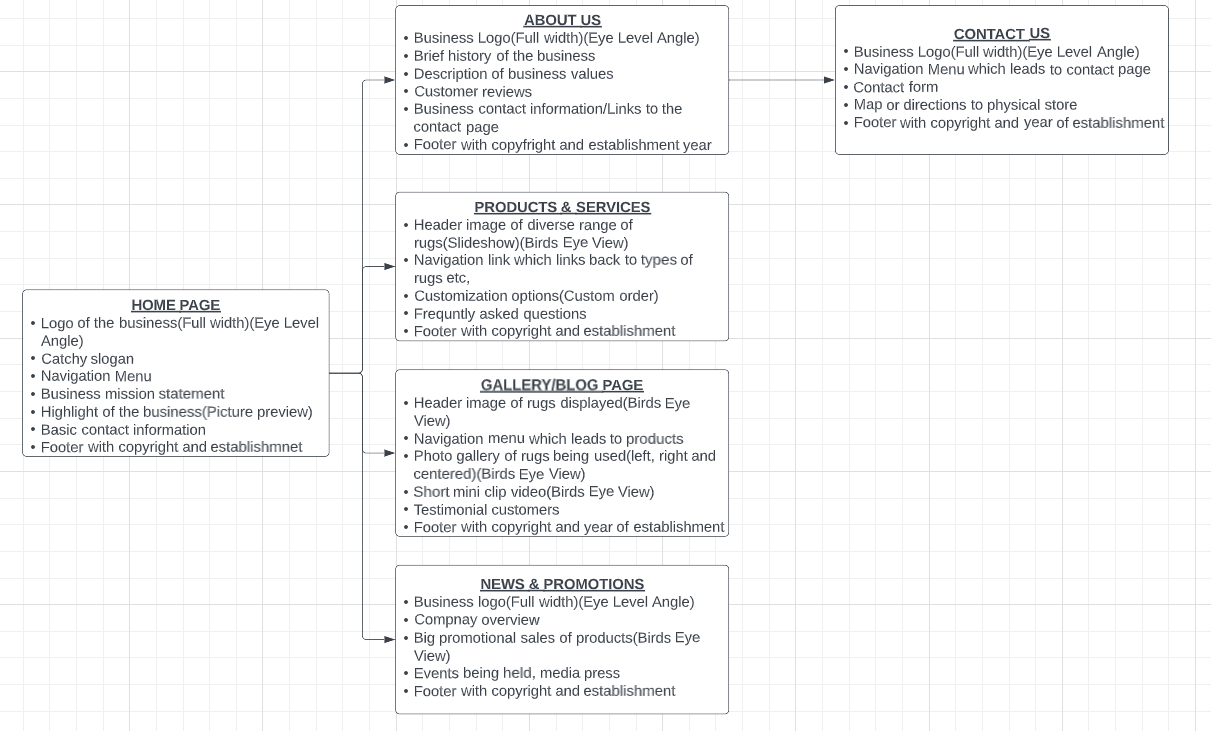 ABOUT US
• Business Logo(Full width)(Eye Level Angle)
• Brief history of the business
• Description of business values
• Customer reviews
• Business contact information/Links to the
contact page
• Footer with copyfright and establishment year
CONTACT US
• Business Logo(Full width)(Eye Level Angle)
• Navigation Menu which leads to contact page
• Contact form
• Map or directions to physical store
• Footer with copyright and year of establishment
PRODUCTS & SERVICES
• Header image of diverse range of
rugs(Slideshow)(Birds Eye View)
• Navigation link which links back to types of
rugs etc,
• Customization options(Custom order)
• Frequntly asked questions
• Footer with copyright and establishment
HOME PAGE
• Logo of the business(Full width)(Eye Level
Angle)
• Catchy slogan
• Navigation Menu
• Business mission statement
• Highlight of the business(Picture preview)
• Basic contact information
• Footer with copyright and establishmnet
GALLERY/BLOG PAGE
• Header image of rugs displayed(Birds Eye
View)
• Navigation menu which leads to products
• Photo gallery of rugs being used(left, right and
centered)(Birds Eye View)
• Short mini clip video(Birds Eye View)
• Testimonial customers
• Footer with copyright and year of establishment
NEWS & PROMOTIONS
• Business logo(Full width)(Eye Level Angle)
• Compnay overview
• Big promotional sales of products(Birds Eye
View)
• Events being held, media press
• Footer with copyright and establishment